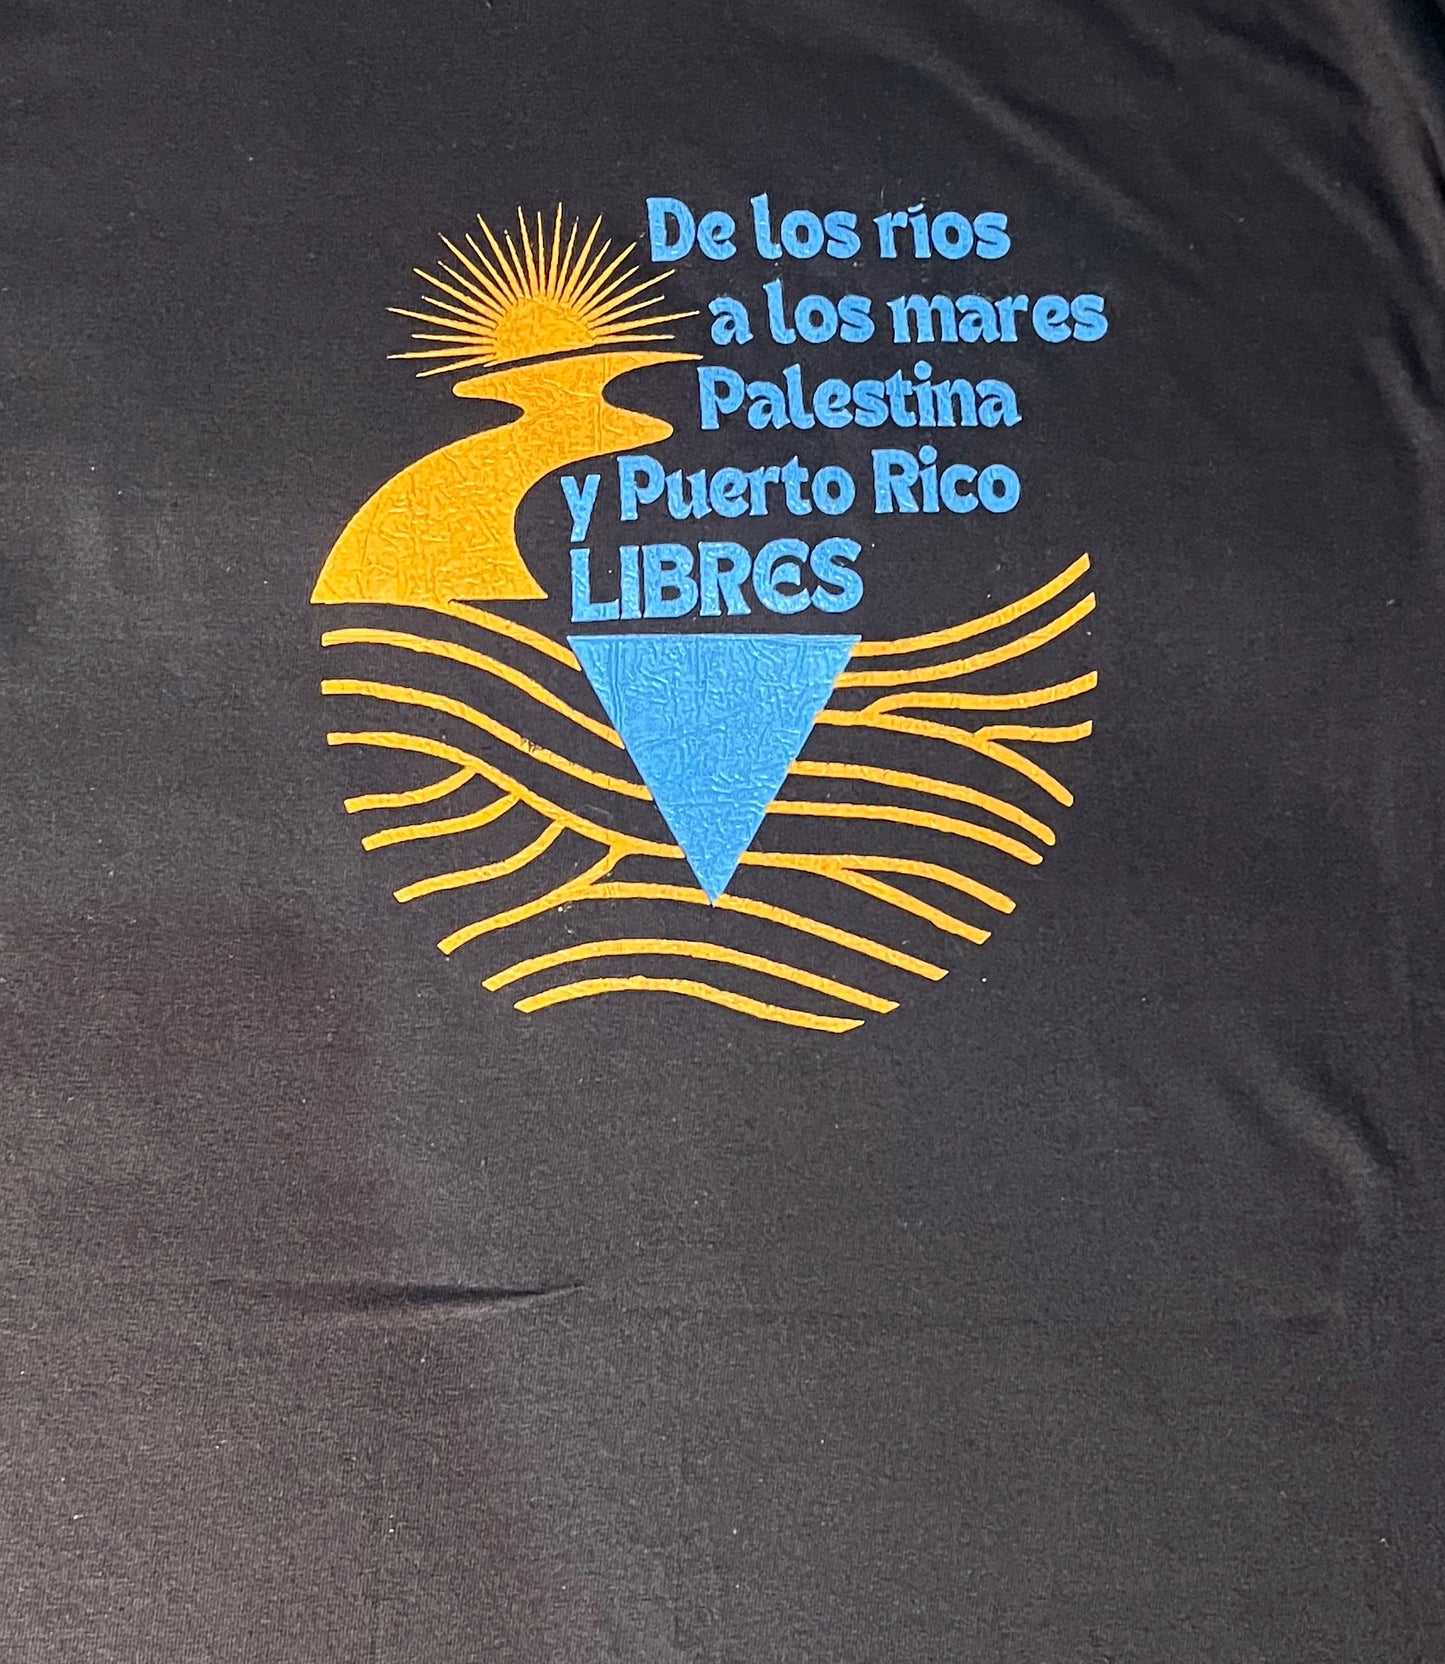 De los ríos
a los mares
Palestina
y Puerto Rico
LIBRES